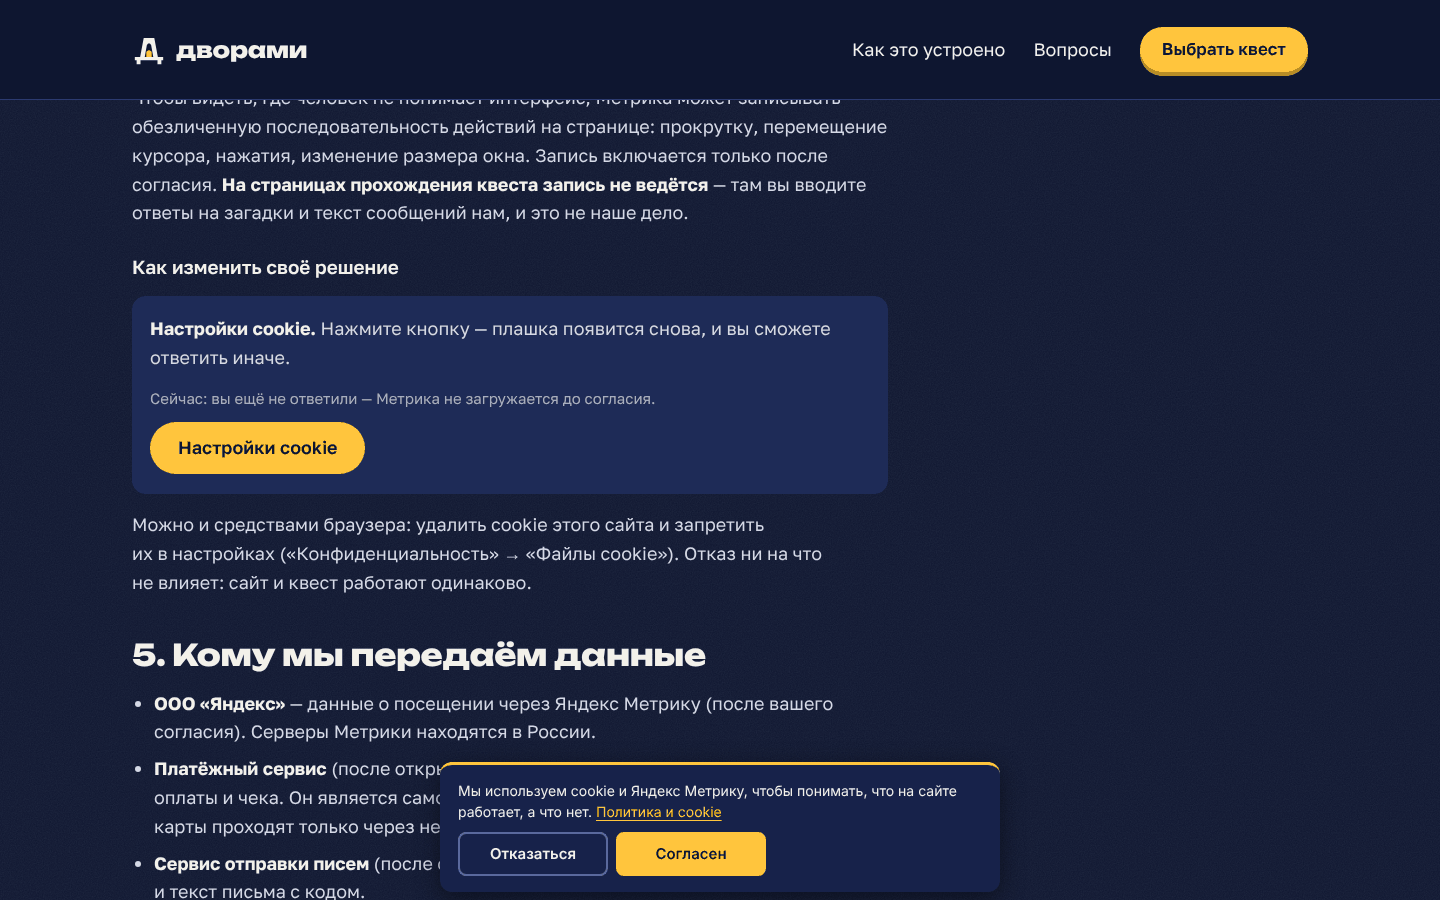 дворами
Как это устроено
Вопросы
Выбрать квест
обезличенную последовательность действий на странице: прокрутку, перемещение
курсора, нажатия, изменение размера окна. Запись включается только после
согласия. На страницах прохождения квеста запись не ведётся — там вы вводите
ответы на загадки и текст сообщений нам, и это не наше дело.
Как изменить своё решение
Настройки cookie. Нажмите кнопку — плашка появится снова, и вы сможете
ответить иначе.
Сейчас: вы ещё не ответили — Метрика не загружается до согласия.
Настройки cookie
Можно и средствами браузера: удалить cookie этого сайта и запретить
их в настройках («Конфиденциальность» → «Файлы cookie»). Отказ ни на что
не влияет: сайт и квест работают одинаково.
5. Кому мы передаём данные
• ООО «Яндекс» — данные о посещении через Яндекс Метрику (после вашего
согласия). Серверы Метрики находятся в России.
• Платёжный сервис (после
оплаты и чека. Он является
карты проходят только через
• Сервис отправки писем (после
и текст письма с кодом.
Мы используем cookie и Яндекс Метрику, чтобы понимать, что на сайте
работает, а что нет. Политика и cookie
Отказаться
Согласен